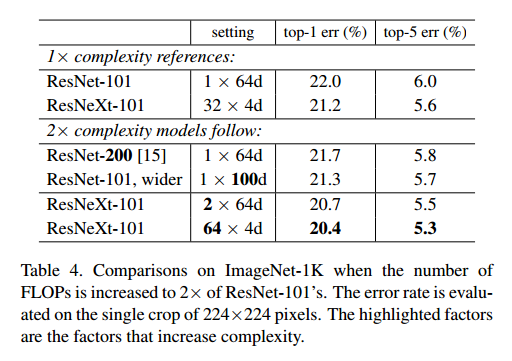 setting top-1 err (%) top-5 err (%)
1× complexity references:
ResNet-101 1 × 64d 22.0 6.0
ResNeXt-101 32 × 4d 21.2 5.6
2× complexity models follow:
ResNet-200 [15] 1 × 64d 21.7 5.8
ResNet-101, wider 1 × 100d 21.3 5.7
ResNeXt-101 2 × 64d 20.7 5.5
ResNeXt-101 64 × 4d 20.4 5.3
Table 4. Comparisons on ImageNet-1K when the number of
FLOPs is increased to 2× of ResNet-101's. The error rate is evalu-
ated on the single crop of 224×224 pixels. The highlighted factors
are the factors that increase complexity.